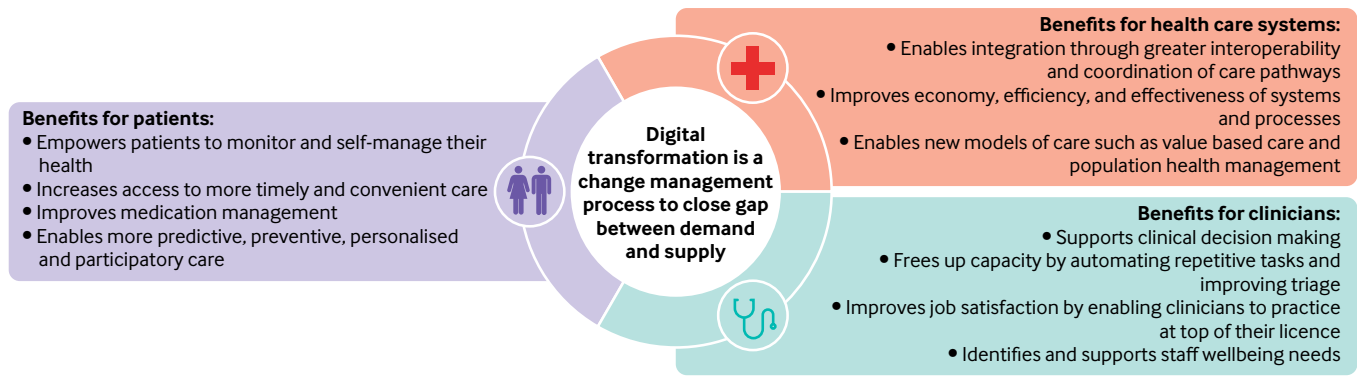 Benefits for patients:
• Empowers patients to monitor and self-manage their
health
• Increases access to more timely and convenient care
• Improves medication management
• Enables more predictive, preventive, personalised
and participatory care
Digital
transformation is a
change management
process to close gap
between demand
and supply
Benefits for health care systems:
• Enables integration through greater interoperability
and coordination of care pathways
• Improves economy, efficiency, and effectiveness of systems
and processes
• Enables new models of care such as value based care and
population health management
Benefits for clinicians:
• Supports clinical decision making
• Frees up capacity by automating repetitive tasks and
improving triage
• Improves job satisfaction by enabling clinicians to practice
at top of their licence
• Identifies and supports staff wellbeing needs